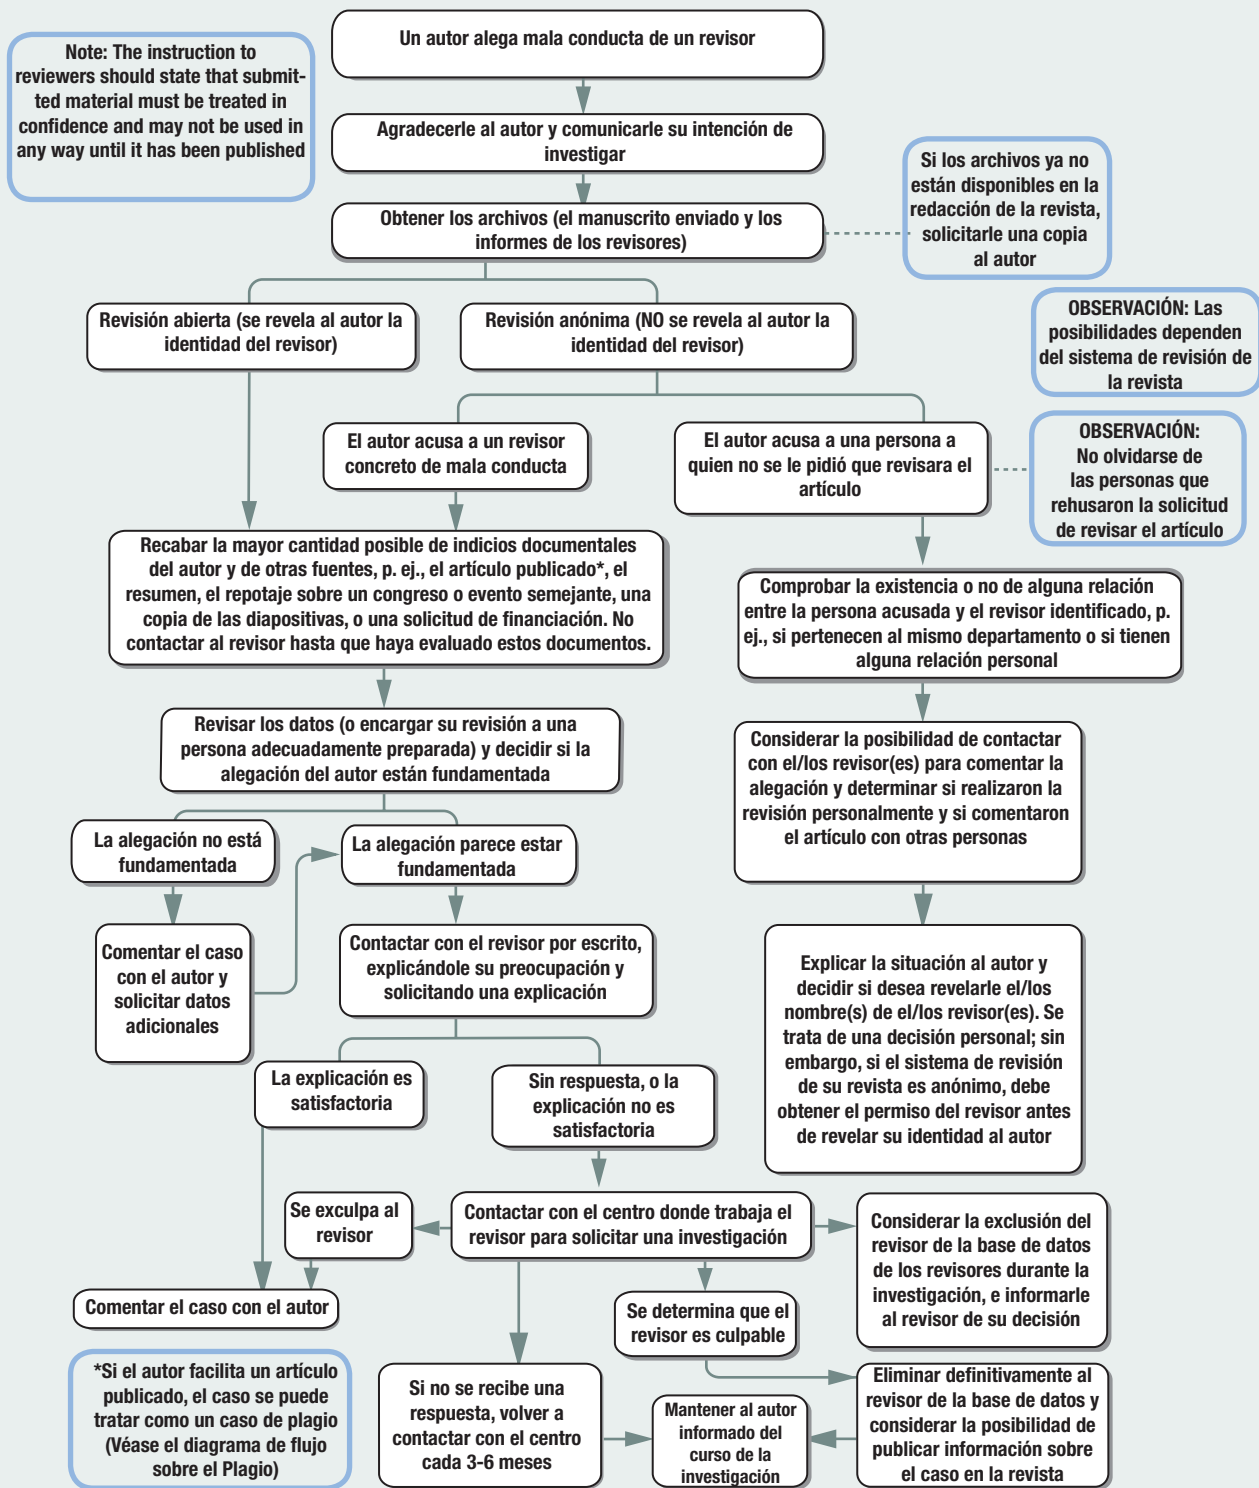 Un autor alega mala conducta de un revisor
Note: The instruction to
reviewers should state that submit-
ted material must be treated in
confidence and may not be used in
any way until it has been published
Agradecerle al autor y comunicarle su intención de
investigar
Si los archivos ya no
están disponibles en la
redacción de la revista,
solicitarle una copia
al autor
Obtener los archivos (el manuscrito enviado y los
informes de los revisores)
Revisión abierta (se revela al autor la
identidad del revisor)
Revisión anónima (NO se revela al autor la
identidad del revisor)
OBSERVACIÓN: Las
posibilidades dependen
del sistema de revisión de
la revista
El autor acusa a un revisor
concreto de mala conducta
El autor acusa a una persona a
quien no se le pidió que revisara el
artículo
OBSERVACIÓN:
No olvidarse de
las personas que
rehusaron la solicitud
de revisar el artículo
Recabar la mayor cantidad posible de indicios documentales
del autor y de otras fuentes, p. ej., el artículo publicado*, el
resumen, el repotaje sobre un congreso o evento semejante, una
copia de las diapositivas, o una solicitud de financiación. No
contactar al revisor hasta que haya evaluado estos documentos.
Comprobar la existencia o no de alguna relación
entre la persona acusada y el revisor identificado, p.
ej., si pertenecen al mismo departamento o si tienen
alguna relación personal
Revisar los datos (o encargar su revisión a una
persona adecuadamente preparada) y decidir si la
alegación del autor están fundamentada
Considerar la posibilidad de contactar
con el/los revisor(es) para comentar la
alegación y determinar si realizaron la
revisión personalmente y si comentaron
el artículo con otras personas
La alegación no está
fundamentada
La alegación parece estar
fundamentada
Comentar el caso
con el autor y
solicitar datos
adicionales
Contactar con el revisor por escrito,
explicándole su preocupación y
solicitando una explicación
Explicar la situación al autor y
decidir si desea revelarle el/los
nombre(s) de el/los revisor(es). Se
trata de una decisión personal; sin
embargo, si el sistema de revisión
de su revista es anónimo, debe
obtener el permiso del revisor antes
de revelar su identidad al autor
La explicación es
satisfactoria
Sin respuesta, o la
explicación no es
satisfactoria
Se exculpa al
revisor
Contactar con el centro donde trabaja el
revisor para solicitar una investigación
Considerar la exclusión del
revisor de la base de datos
de los revisores durante la
investigación, e informarle
al revisor de su decisión
Comentar el caso con el autor
Se determina que el
revisor es culpable
*Si el autor facilita un artículo
publicado, el caso se puede
tratar como un caso de plagio
(Véase el diagrama de flujo
sobre el Plagio)
Si no se recibe una
respuesta, volver a
contactar con el centro
cada 3-6 meses
Mantener al autor
informado del
curso de la
investigación
Eliminar definitivamente al
revisor de la base de datos y
considerar la posibilidad de
publicar información sobre
el caso en la revista